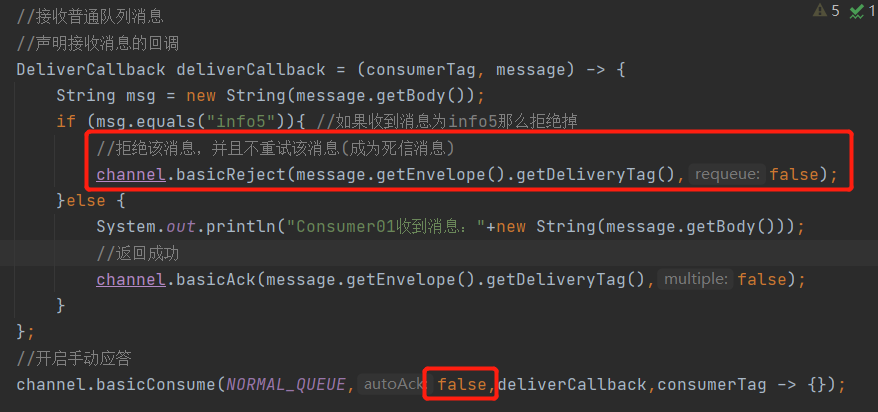 //接收普通队列消息
5 1
//声明接收消息的回调
DeliverCallback deliverCallback = (consumerTag, message) -> {
String msg = new String(message.getBody());
if (msg.equals("info5")){ //如果收到消息为info5那么拒绝掉
//拒绝该消息，并且不重试该消息(成为死信消息)
channel.basicReject(message.getEnvelope().getDeliveryTag(), requeue: false);
}else {
System.out.println("Consumer01收到消息："+new String(message.getBody()));
//返回成功
channel.basicAck(message.getEnvelope().getDeliveryTag(), multiple: false);
}
};
//开启手动应答
channel.basicConsume(NORMAL_QUEUE, autoAck: false,deliverCallback,consumerTag -> {});